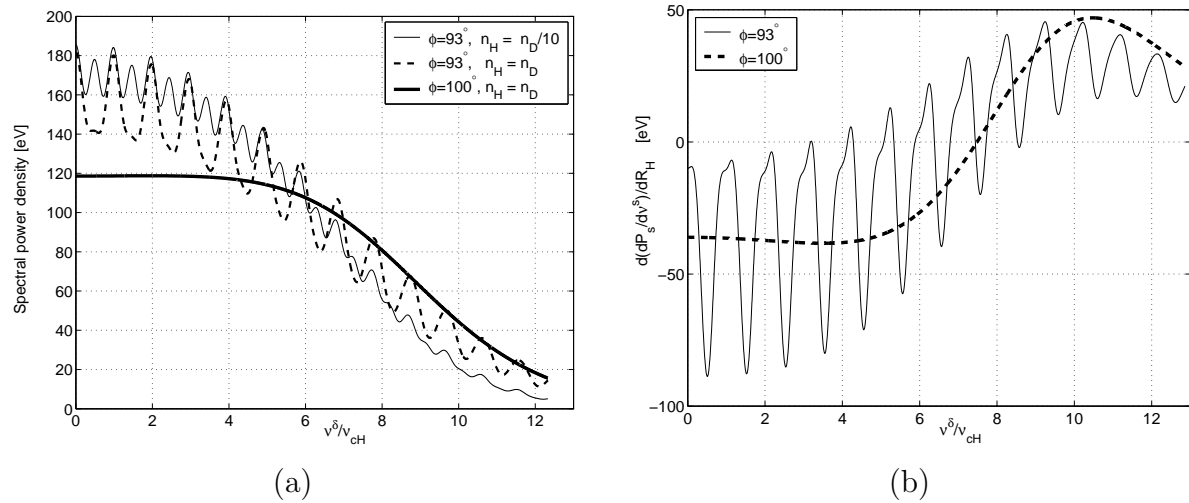 Spectral power density [eV]
200
180
160
140
120
100
80
60
40
20
0
ϕ=93°, n_H = n_D/10
ϕ=93°, n_H = n_D
ϕ=100°, n_H = n_D
0 2 4 6 8 10 12
ν^δ/ν_cH
(a)
d(dP_s/dν^s)/dR_H [eV]
50
0
−50
−100
ϕ=93°
ϕ=100°
0 2 4 6 8 10 12
ν^δ/ν_cH
(b)